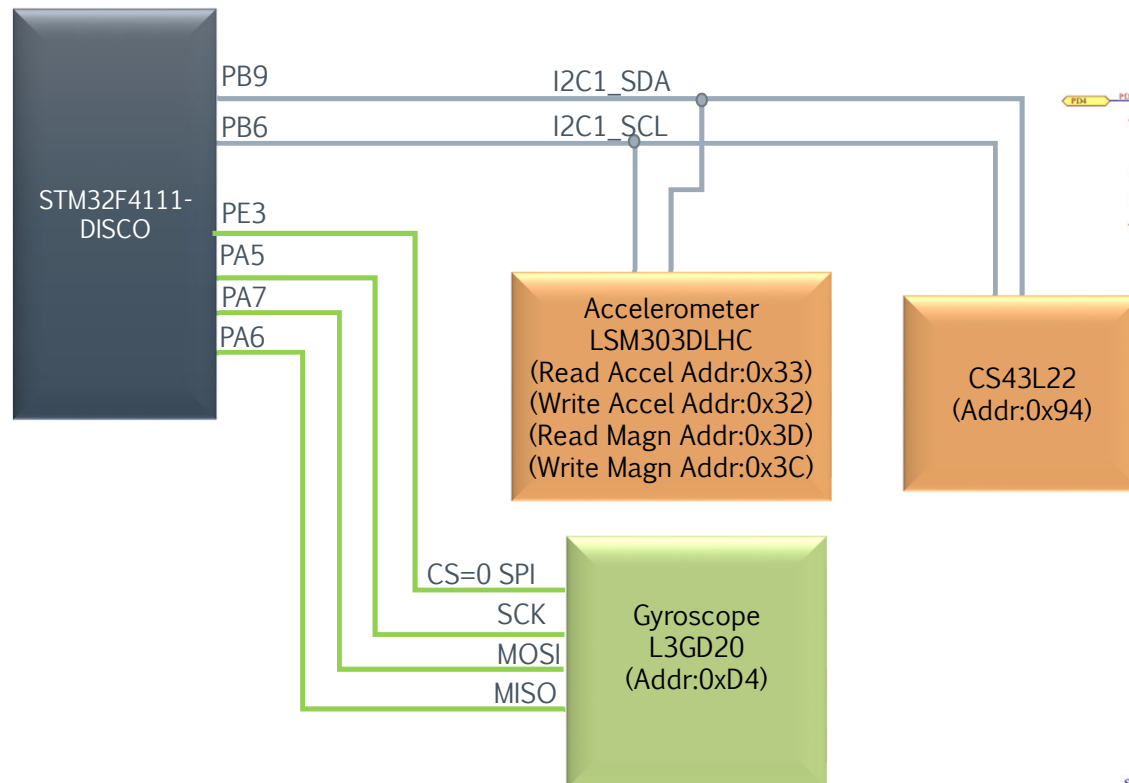 PB9
I2C1_SDA
PD4
PB6
I2C1_SCL
STM32F4111-
DISCO
PE3
PA5
PA7
PA6
Accelerometer
LSM303DLHC
(Read Accel Addr:0x33)
(Write Accel Addr:0x32)
(Read Magn Addr:0x3D)
(Write Magn Addr:0x3C)
CS43L22
(Addr:0x94)
CS=0 SPI
SCK
MOSI
MISO
Gyroscope
L3GD20
(Addr:0xD4)